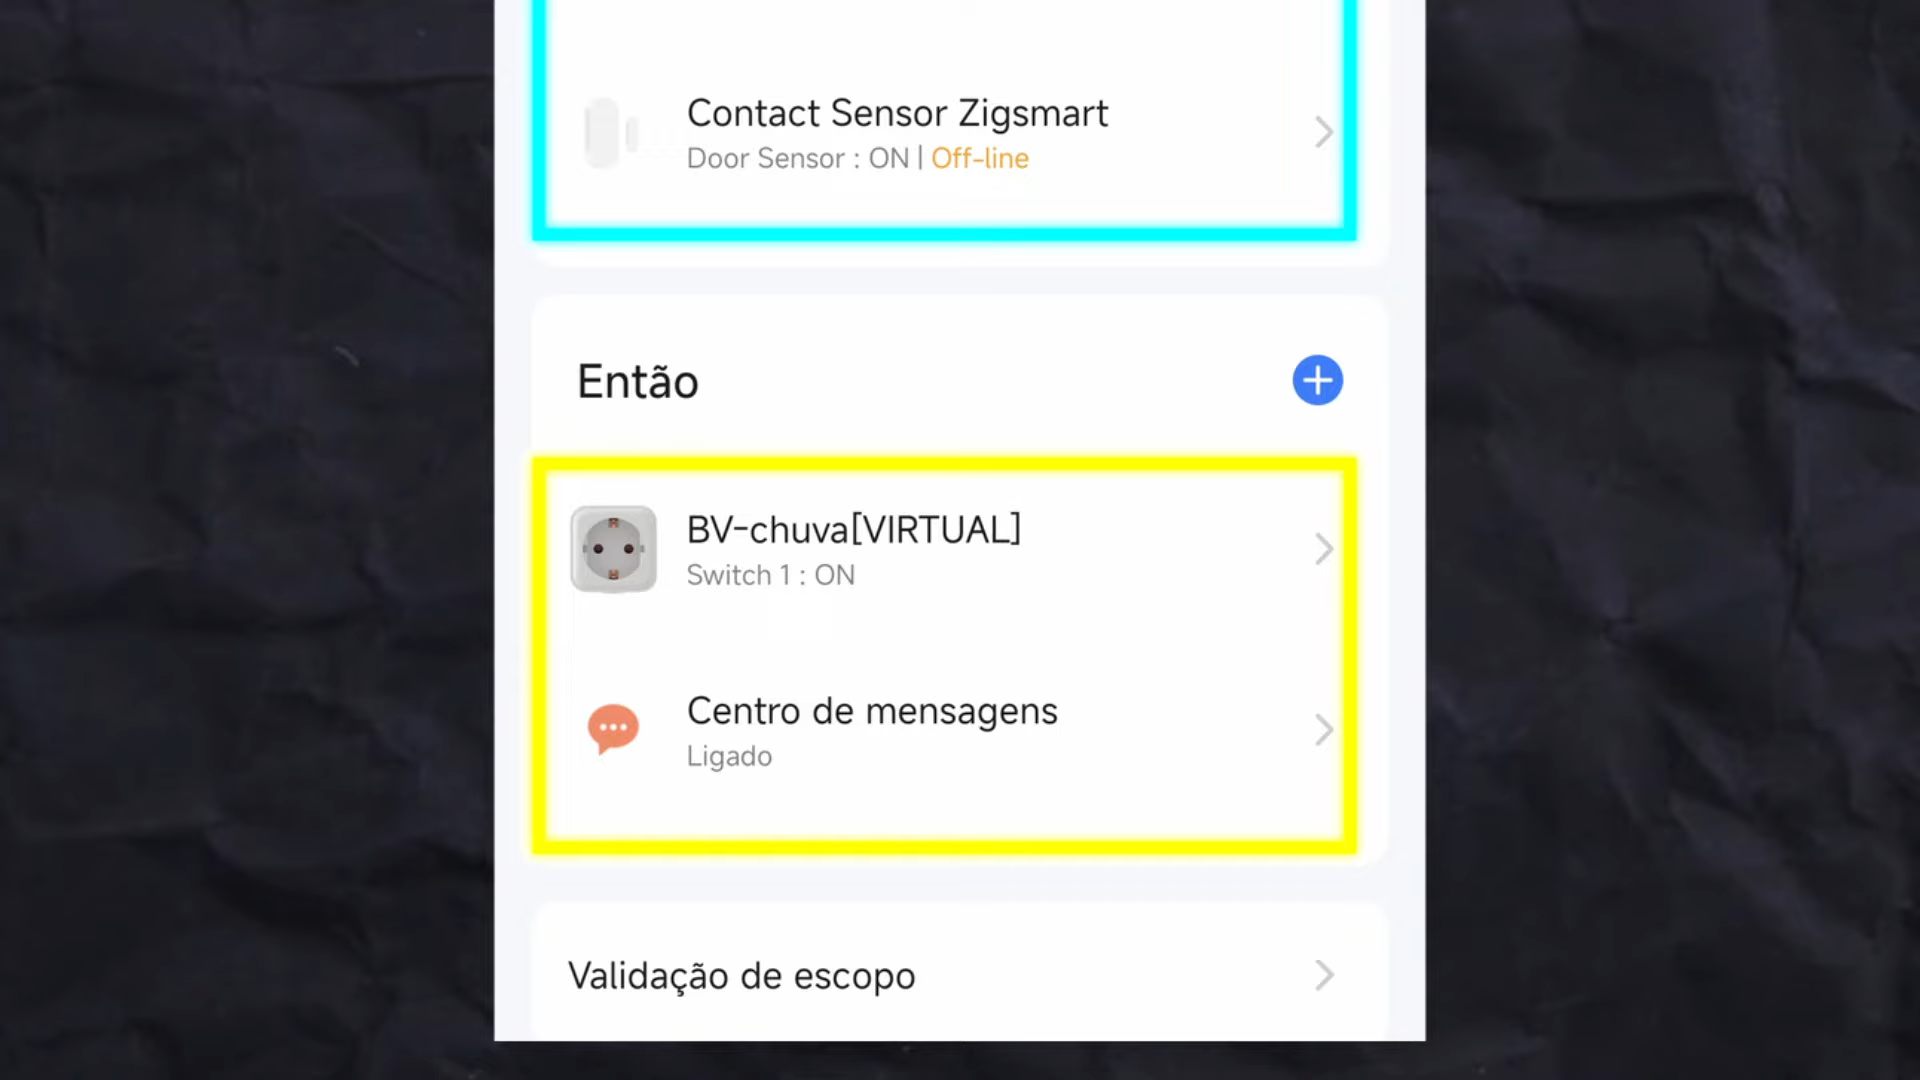 Contact Sensor Zigsmart
Door Sensor : ON | Off-line
Então
BV-chuva[VIRTUAL]
Switch 1 : ON
Centro de mensagens
Ligado
Validação de escopo